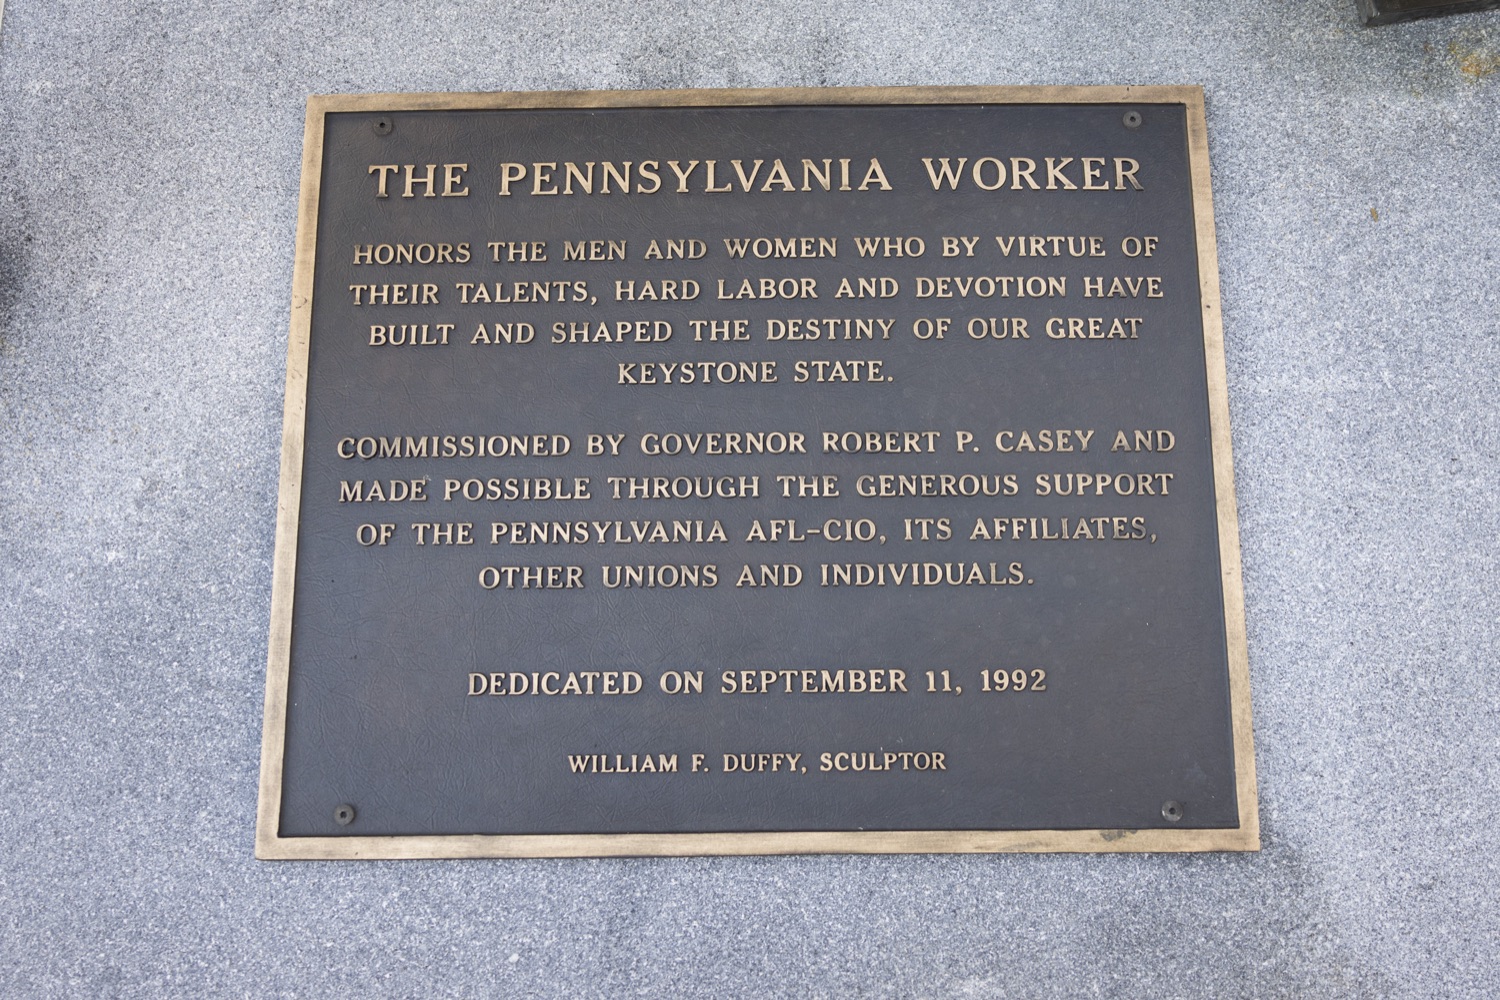 THE PENNSYLVANIA WORKER
HONORS THE MEN AND WOMEN WHO BY VIRTUE OF
THEIR TALENTS, HARD LABOR AND DEVOTION HAVE
BUILT AND SHAPED THE DESTINY OF OUR GREAT
KEYSTONE STATE.
COMMISSIONED BY GOVERNOR ROBERT P. CASEY AND
MADE POSSIBLE THROUGH THE GENEROUS SUPPORT
OF THE PENNSYLVANIA AFL-CIO, ITS AFFILIATES,
OTHER UNIONS AND INDIVIDUALS.
DEDICATED ON SEPTEMBER 11, 1992
WILLIAM F. DUFFY, SCULPTOR